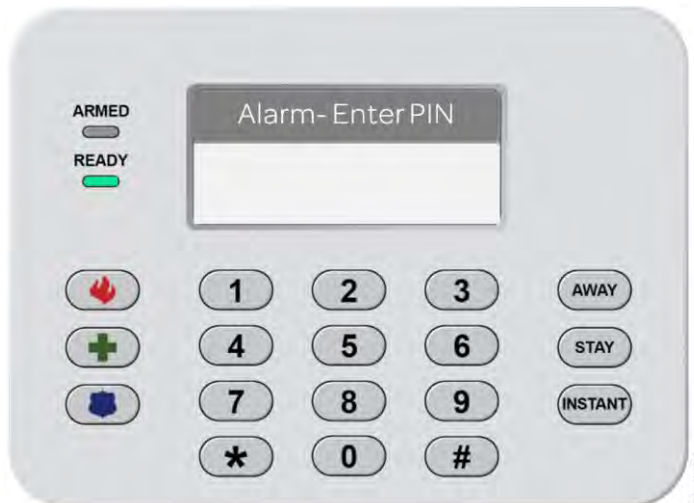 ARMED
READY
Alarm- Enter PIN
1 2 3 AWAY
4 5 6 STAY
7 8 9 INSTANT
* 0 #